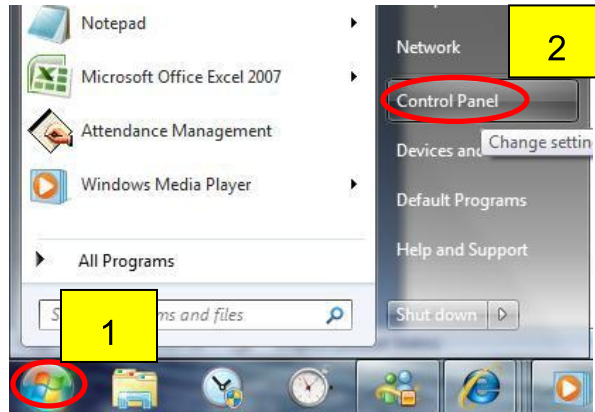 Notepad
Microsoft Office Excel 2007
Attendance Management
Windows Media Player
All Programs
ms and files
1
2
Network
Control Panel
Change settin
Devices and
Default Programs
Help and Support
Shut down